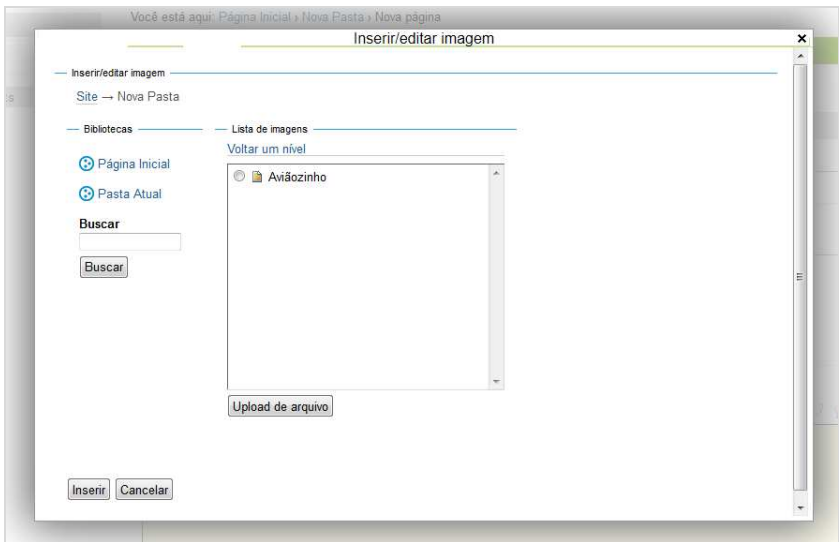 Você está aqui: Página Inicial › Nova Pasta › Nova página
Inserir/editar imagem
Inserir/editar imagem
Site → Nova Pasta
Bibliotecas
Lista de imagens
Voltar um nível
Página Inicial
Aviãozinho
Pasta Atual
Buscar
Buscar
Upload de arquivo
Inserir Cancelar